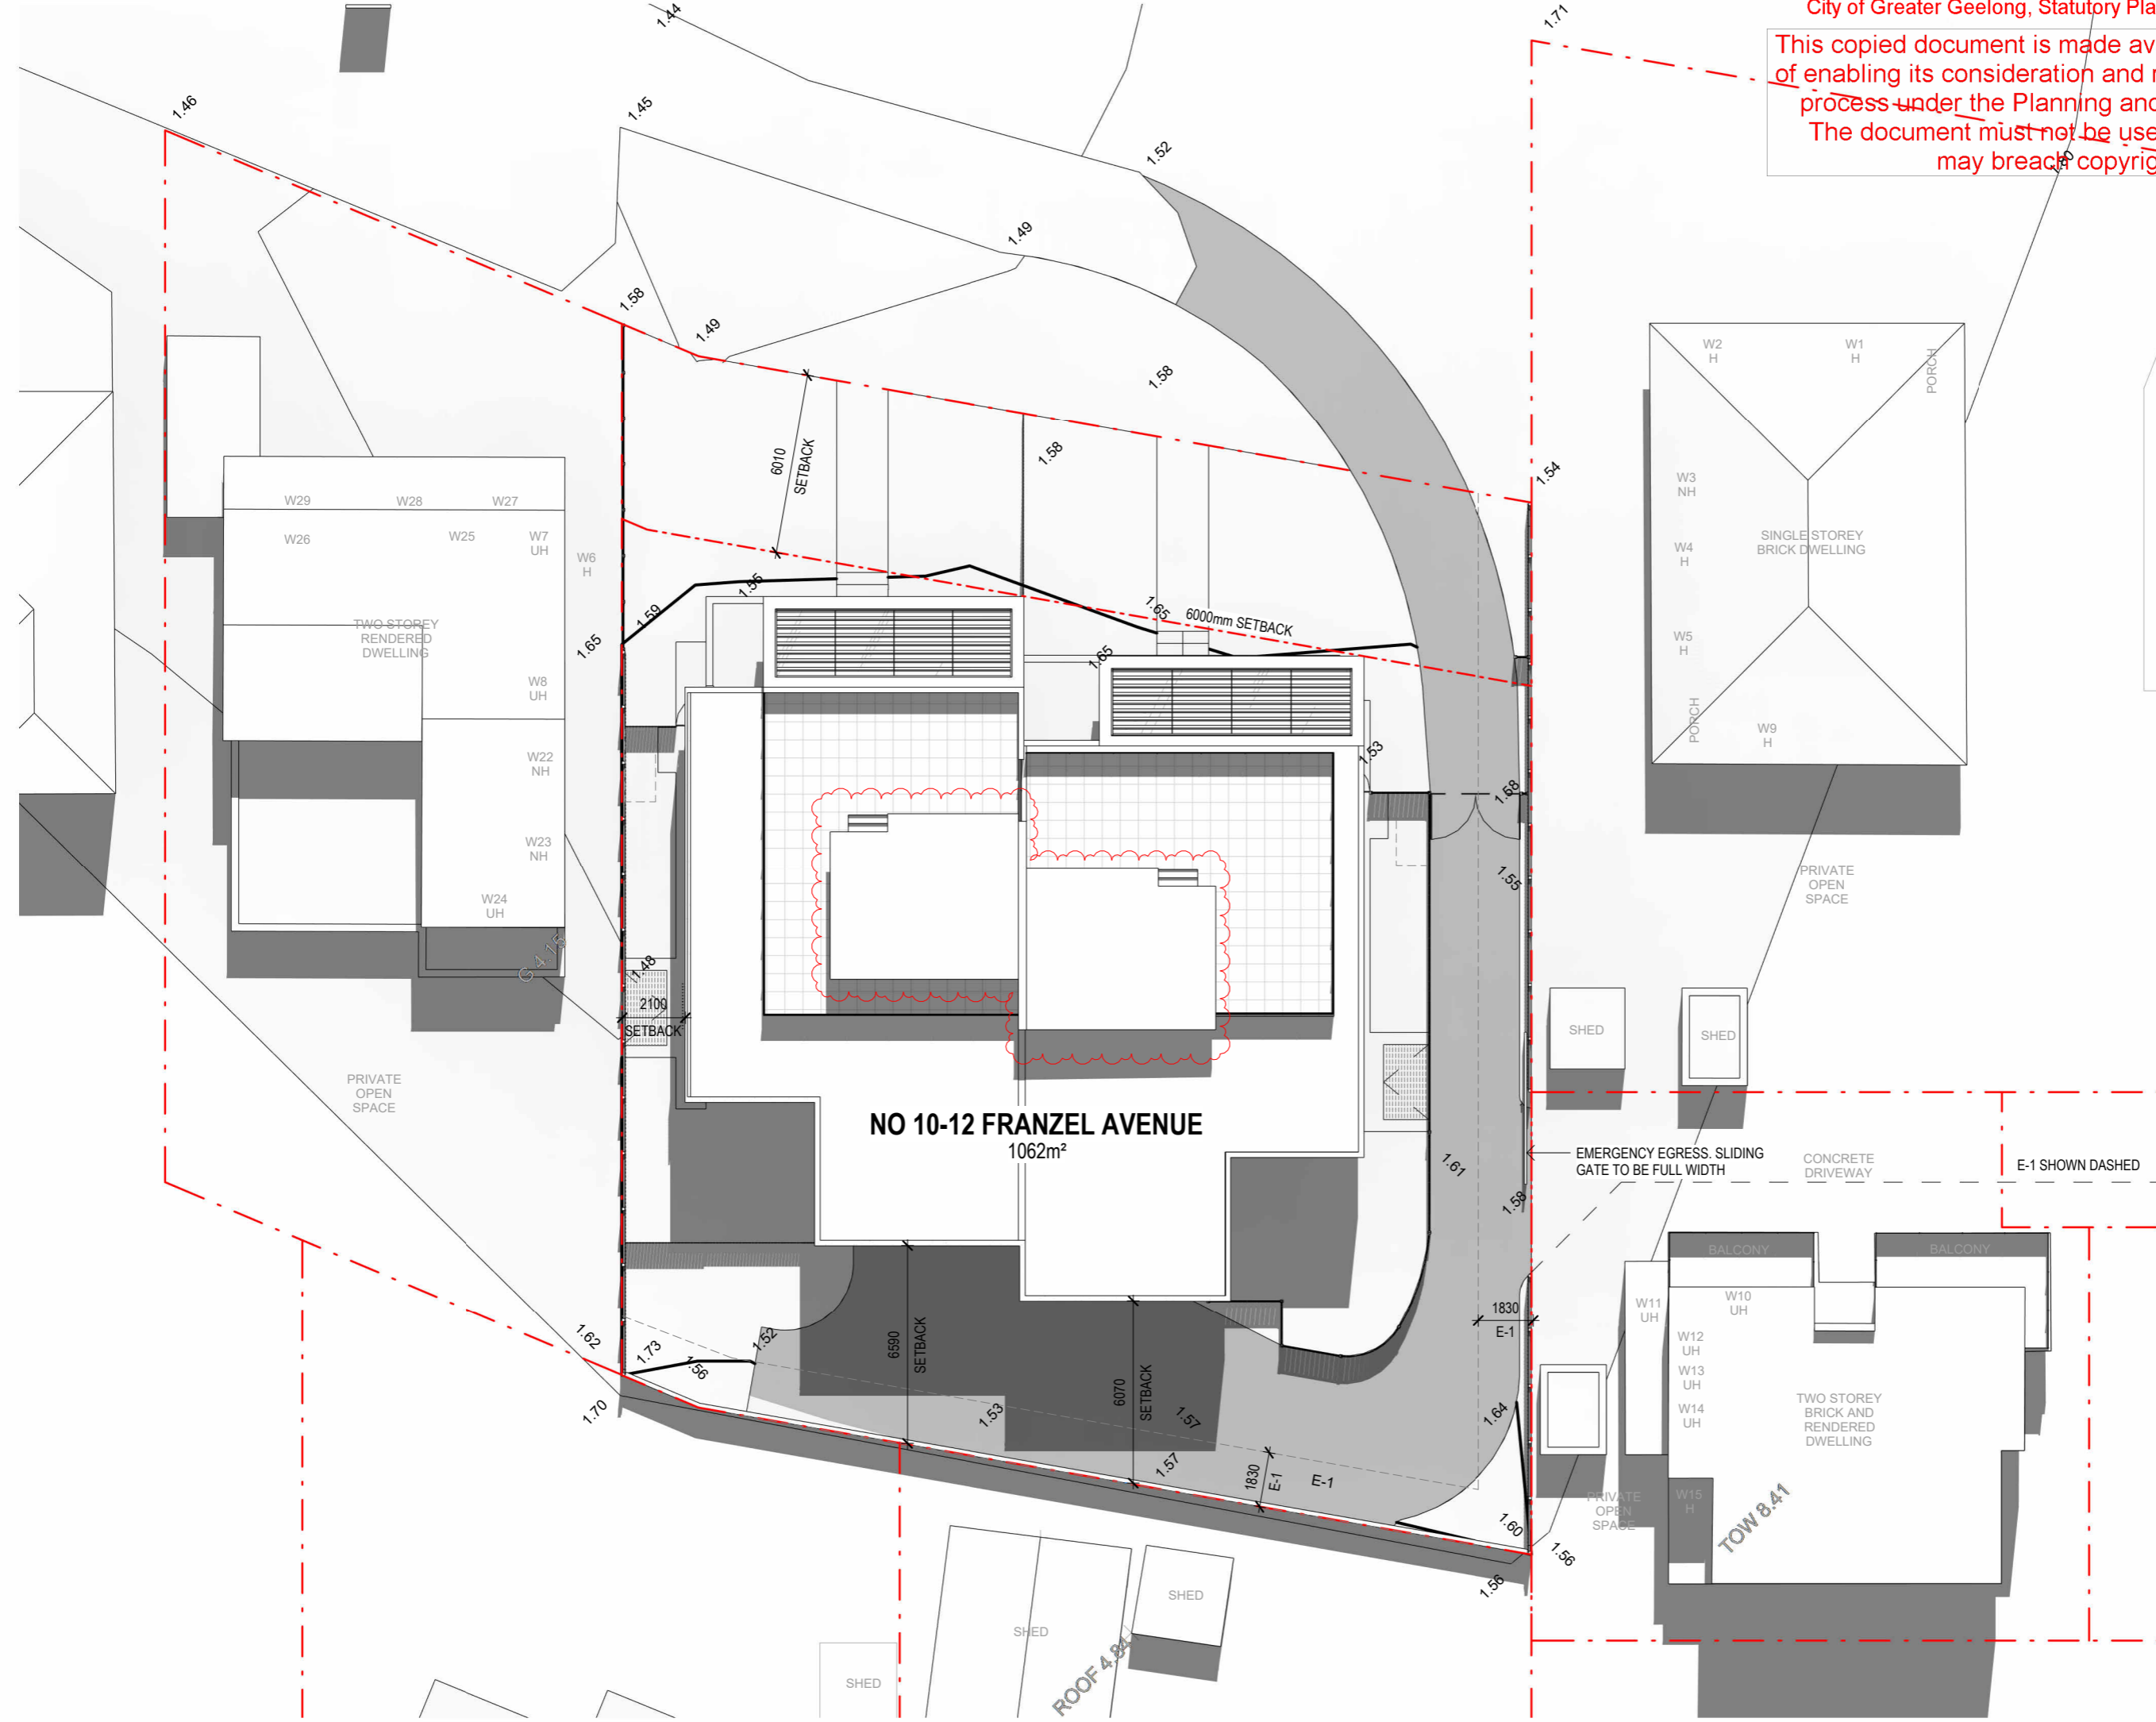 City of Greater Geelong, Statutory Pla
This copied document is made av
of enabling its consideration and r
process under the Planning and
The document must not be use
may breach copyrig
1.44
1.71
1.46
1.45
1.52
1.49
1.58
1.49
1.58
1.58
1.54
6010
SETBACK
W2
H
W1
H
PORCH
W3
NH
SINGLE STOREY
BRICK DWELLING
W4
H
W5
H
PORCH
W9
H
W29
W28
W27
W26
W25
W7
UH
W6
H
TWO STOREY
RENDERED
DWELLING
W8
UH
W22
NH
W23
NH
W24
UH
G 4.15
1.65
1.59
1.55
1.65
6000mm SETBACK
1.65
1.53
1.58
1.55
PRIVATE
OPEN
SPACE
1.48
2100
SETBACK
SHED
SHED
PRIVATE
OPEN
SPACE
NO 10-12 FRANZEL AVENUE
1062m²
1.61
1.58
EMERGENCY EGRESS. SLIDING
GATE TO BE FULL WIDTH
CONCRETE
DRIVEWAY
E-1 SHOWN DASHED
BALCONY
BALCONY
W11
UH
W10
UH
W12
UH
W13
UH
W14
UH
TWO STOREY
BRICK AND
RENDERED
DWELLING
W15
H
PRIVATE
OPEN
SPACE
TOW 8.41
1830
E-1
1.62
1.73
1.56
1.52
1.70
6590
SETBACK
6070
SETBACK
1.53
1.57
1.57
1830
E-1
E-1
1.64
1.60
1.56
1.56
SHED
SHED
SHED
ROOF 4.84